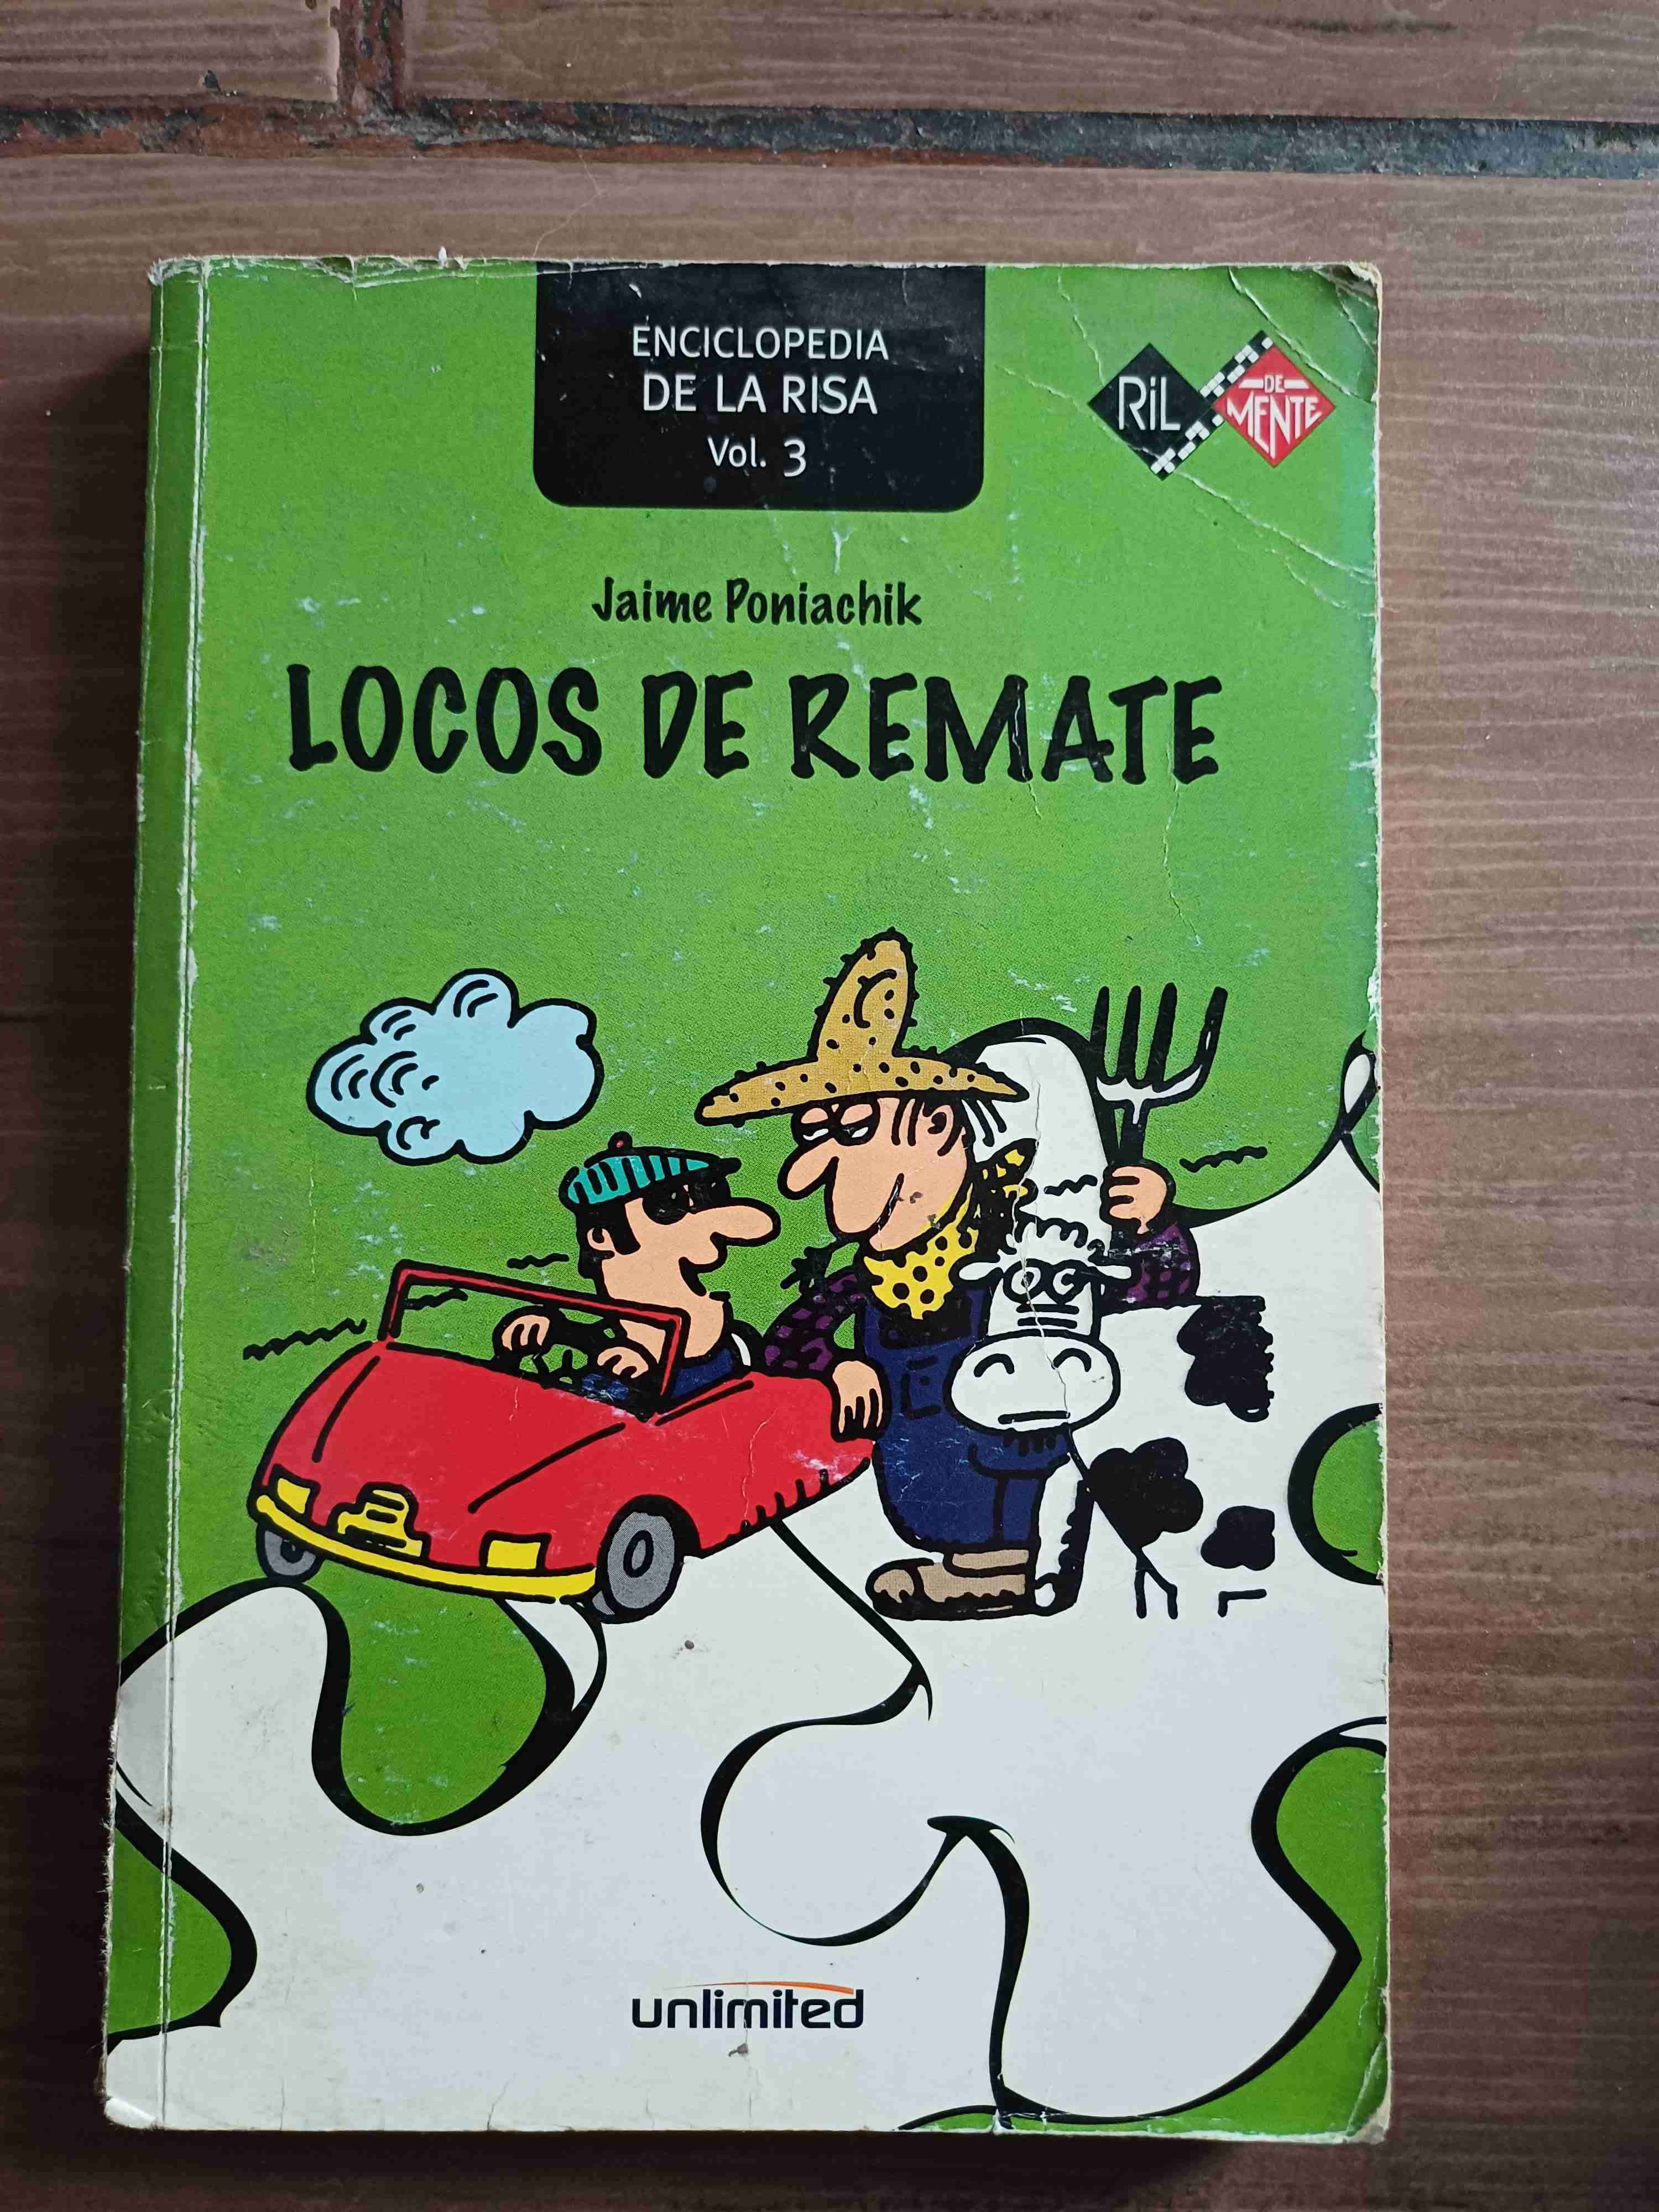 ENCICLOPEDIA
DE LA RISA
Vol. 3
RiL
DE
MENTE
Jaime Poniachik
LOCOS DE REMATE
unlimited